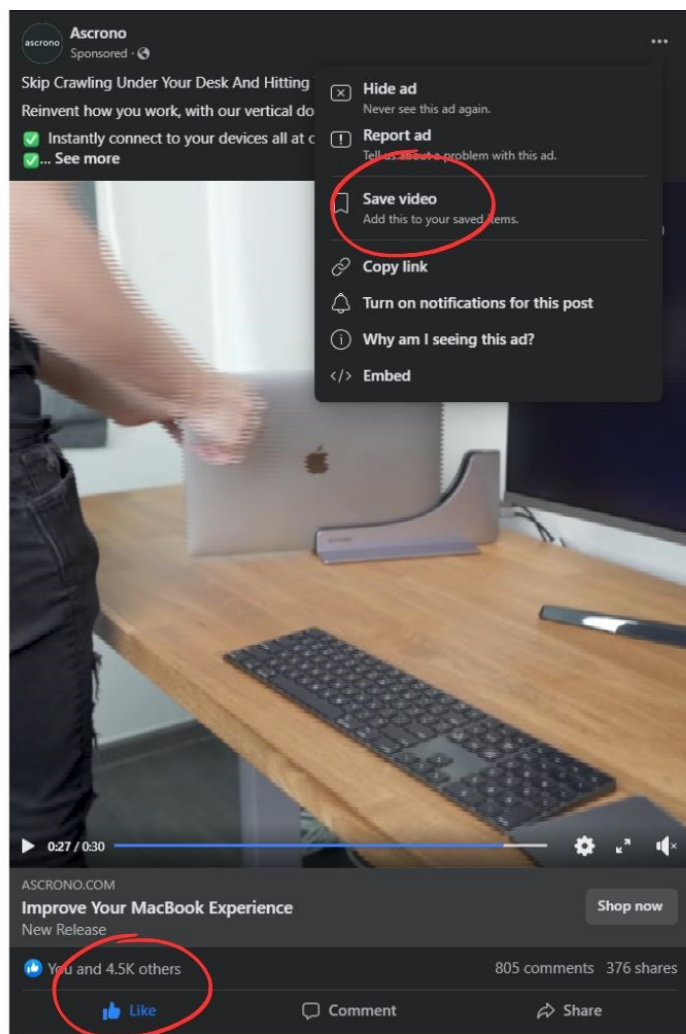 ascrono
Ascrono
Sponsored ·
Skip Crawling Under Your Desk And Hitting
Reinvent how you work, with our vertical do
Instantly connect to your devices all at
... See more
Hide ad
Never see this ad again.
Report ad
Tell us about a problem with this ad.
Save video
Add this to your saved items.
Copy link
Turn on notifications for this post
Why am I seeing this ad?
</> Embed
ASCRONO
0:27 / 0:30
ASCRONO.COM
Improve Your MacBook Experience
New Release
Shop now
You and 4.5K others
805 comments 376 shares
Like Comment Share